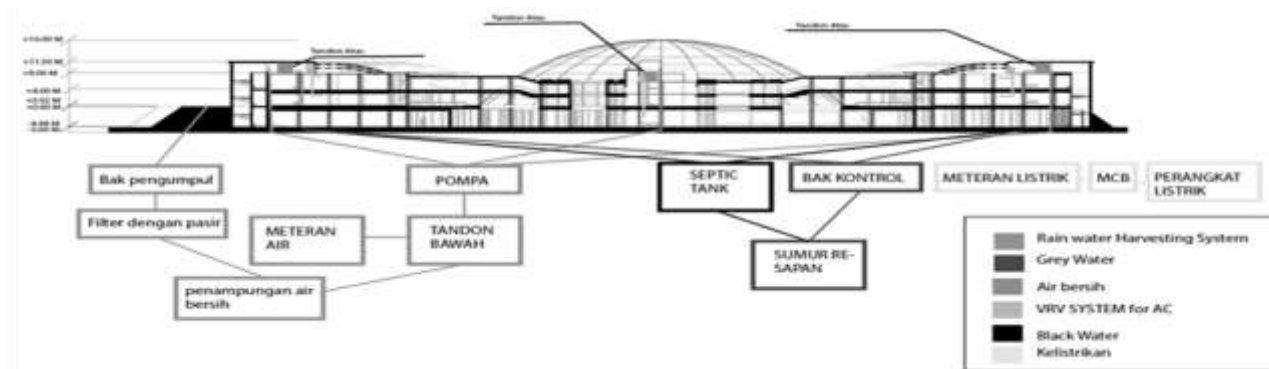 Tandon Atas
Tandon Atas
Tandon Atas
Bak pengumpul
POMPA
SEPTIC
TANK
BAK KONTROL
METERAN LISTRIK
MCB
PERANGKAT
LISTRIK
Filter dengan pasir
METERAN
AIR
TANDON
BAWAH
SUMUR RE-
SAPAN
penampungan air
bersih
Rain water Harvesting System
Grey Water
Air bersih
VRV SYSTEM for AC
Black Water
Kelistrikan